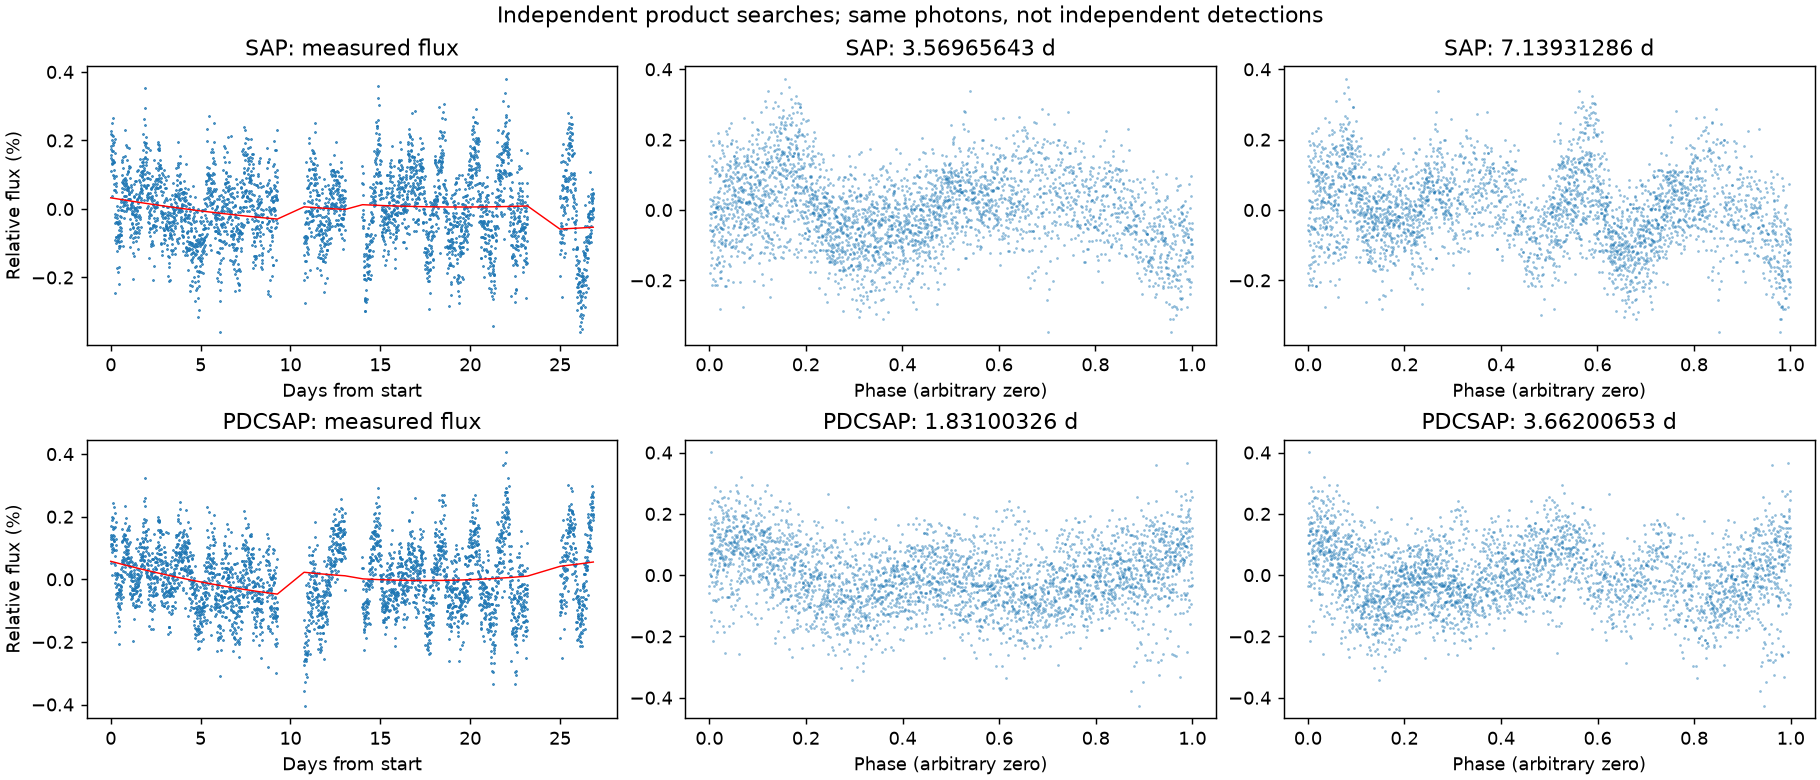 Independent product searches; same photons, not independent detections
SAP: measured flux
SAP: 3.56965643 d
SAP: 7.13931286 d
Relative flux (%)
0.4
0.2
0.0
−0.2
0 5 10 15 20 25
Days from start
0.4
0.2
0.0
−0.2
0.0 0.2 0.4 0.6 0.8 1.0
Phase (arbitrary zero)
0.4
0.2
0.0
−0.2
0.0 0.2 0.4 0.6 0.8 1.0
Phase (arbitrary zero)
PDCSAP: measured flux
PDCSAP: 1.83100326 d
PDCSAP: 3.66200653 d
Relative flux (%)
0.4
0.2
0.0
−0.2
−0.4
0 5 10 15 20 25
Days from start
0.4
0.2
0.0
−0.2
−0.4
0.0 0.2 0.4 0.6 0.8 1.0
Phase (arbitrary zero)
0.4
0.2
0.0
−0.2
−0.4
0.0 0.2 0.4 0.6 0.8 1.0
Phase (arbitrary zero)